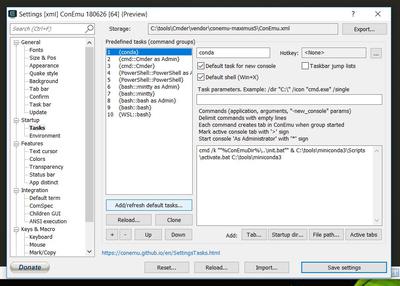 Settings [xml] ConEmu 180626 [64] {Preview}
Storage:
C:\tools\Cmder\vendor\conemu-maximus5\ConEmu.xml
Export...
Quick search (Ctrl+F)
General
Fonts
Size & Pos
Appearance
Quake style
Background
Tab bar
Confirm
Task bar
Update
Startup
Tasks
Environment
Features
Text cursor
Colors
Transparency
Status bar
App distinct
Integration
Default term
ComSpec
Children GUI
ANSI execution
Keys & Macro
Keyboard
Mouse
Mark/Copy
Predefined tasks (command groups)
1 {conda}
2 {cmd::Cmder as Admin}
3 {cmd::Cmder}
4 {PowerShell::PowerShell as A
5 {PowerShell::PowerShell}
6 {bash::mintty as Admin}
7 {bash::mintty}
8 {bash::bash as Admin}
9 {bash::bash}
10 {WSL::bash}
Add/refresh default tasks...
Reload...
Clone
+
-
Up
Down
conda
Hotkey:
<None>
...
Default task for new console
Taskbar jump lists
Default shell (Win+X)
Task parameters. Example: /dir "C:\" /icon "cmd.exe" /single
Commands (application, arguments, "-new_console" params)
Delimit commands with empty lines
Each command creates tab in ConEmu when group started
Mark active console tab with '>' sign
Start console 'As Administrator' with '*' sign
cmd /k ""%ConEmuDir%\..\init.bat"" & C:\tools\miniconda3\Scripts
\activate.bat C:\tools\miniconda3
Add:
Tab...
Startup dir...
File path...
Active tabs
https://conemu.github.io/en/SettingsTasks.html
Donate
Reset...
Reload...
Import...
Save settings